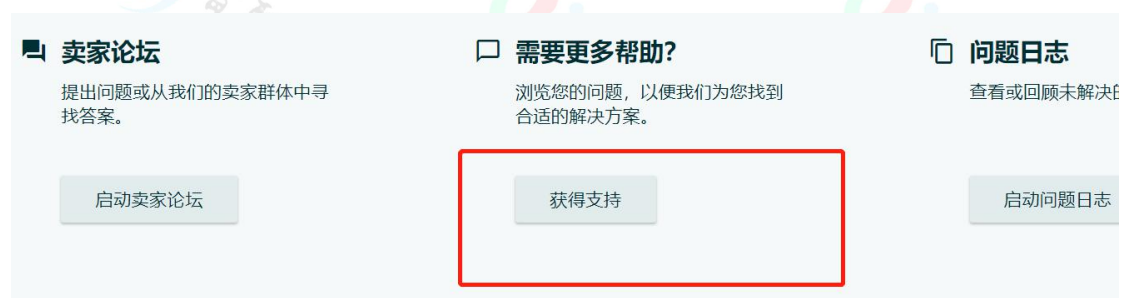 卖家论坛
提出问题或从我们的卖家群体中寻
找答案。
启动卖家论坛
需要更多帮助?
浏览您的问题，以便我们为您找到
合适的解决方案。
获得支持
问题日志
查看或回顾未解决
启动问题日志